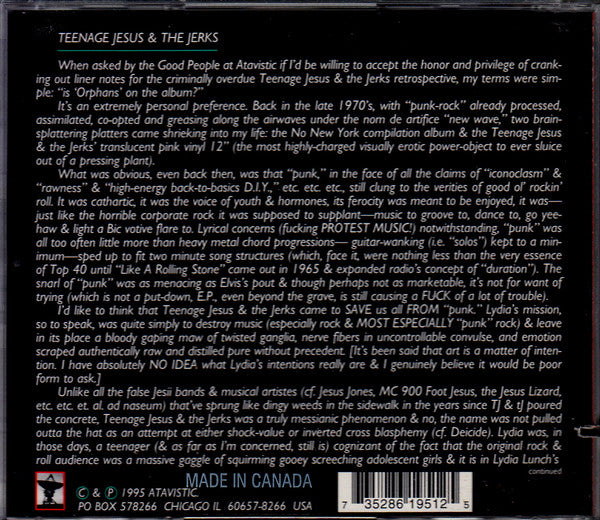 TEENAGE JESUS & THE JERKS
When asked by the Good People at Atavistic if I'd be willing to accept the honor and privilege of crank-
ing out liner notes for the criminally overdue Teenage Jesus & the Jerks retrospective, my terms were sim-
ple: "is 'Orphans' on the album?"
It's an extremely personal preference. Back in the late 1970's, with "punk-rock" already processed,
assimilated, co-opted and greasing along the airwaves under the nom de artifice "new wave," two brain-
splattering platters came shrieking into my life: the No New York compilation album & the Teenage Jesus
& the Jerks' translucent pink vinyl 12" (the most highly-charged visually erotic power-object to ever sluice
out of a pressing plant).
What was obvious, even back then, was that "punk," in the face of all the claims of "iconoclasm" &
"rawness" & "high-energy back-to-basics D.I.Y.," etc. etc. etc., still clung to the verities of good ol' rockin'
roll. It was cathartic, it was the voice of youth & hormones, its ferocity was meant to be enjoyed, it was—
just like the horrible corporate rock it was supposed to supplant—music to groove to, dance to, go yee-
haw & light a Bic votive flare to. Lyrical concerns (fucking PROTEST MUSIC!) notwithstanding, "punk" was
all too often little more than heavy metal chord progressions— guitar-wanking (i.e. "solos") kept to a min-
imum—sped up to fit two minute song structures (which, face it, were nothing less than the very essence
of Top 40 until "Like A Rolling Stone" came out in 1965 & expanded radio's concept of "duration"). The
snarl of "punk" was as menacing as Elvis's pout & though perhaps not as marketable, it's not for want of
trying (which is not a put-down, E.P., even beyond the grave, is still causing a FUCK of a lot of trouble).
I'd like to think that Teenage Jesus & the Jerks came to SAVE us all FROM "punk." Lydia's mission,
so to speak, was quite simply to destroy music (especially rock & MOST ESPECIALLY "punk" rock) & leave
in its place a bloody gaping maw of twisted ganglia, nerve fibers in uncontrollable convulse, and emotion
scraped authentically raw and distilled pure without precedent. [It's been said that art is a matter of inten-
tion. I have absolutely NO IDEA what Lydia's intentions really are & I genuinely believe it would be poor
form to ask.]
Unlike all the false Jesii bands & musical artistes (cf. Jesus Jones, MC 900 Foot Jesus, the Jesus Lizard,
etc. etc. et. al. ad naseum) that've sprung like dingy weeds in the sidewalk in the years since TJ & tJ poured
the concrete, Teenage Jesus & the Jerks was a truly messianic phenomenon & no, the name was not pulled
outta the hat as an attempt at either shock-value or inverted cross blasphemy (cf. Deicide). Lydia was, in
those days, a teenager (& as far as I'm concerned, still is) cognizant of the fact that the original rock &
roll audience was a massive gaggle of squirming gooey screeching adolescent girls & it is in Lydia Lunch's
continued
MADE IN CANADA
© & ℗ 1995 ATAVISTIC.
PO BOX 578266 CHICAGO IL 60657-8266 USA
7 35286 19512 5